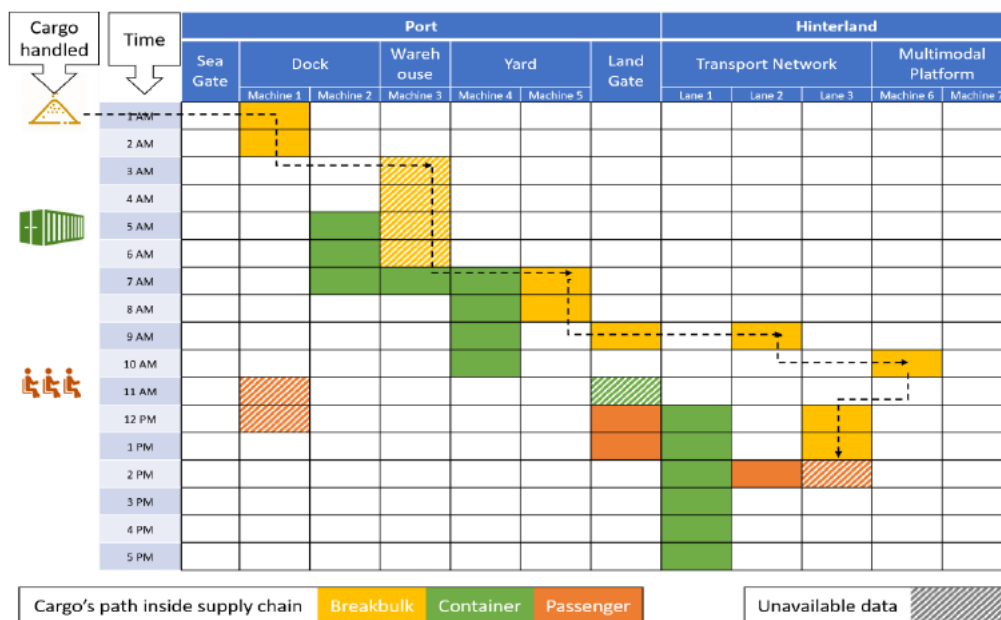 Cargo handled
Time
Port
Hinterland
Sea Gate
Dock
Wareh ouse
Yard
Land Gate
Transport Network
Multimodal Platform
Machine 1
Machine 2
Machine 3
Machine 4
Machine 5
Lane 1
Lane 2
Lane 3
Machine 6
Machine 7
1 AM
2 AM
3 AM
4 AM
5 AM
6 AM
7 AM
8 AM
9 AM
10 AM
11 AM
12 PM
1 PM
2 PM
3 PM
4 PM
5 PM
Cargo's path inside supply chain
Breakbulk
Container
Passenger
Unavailable data